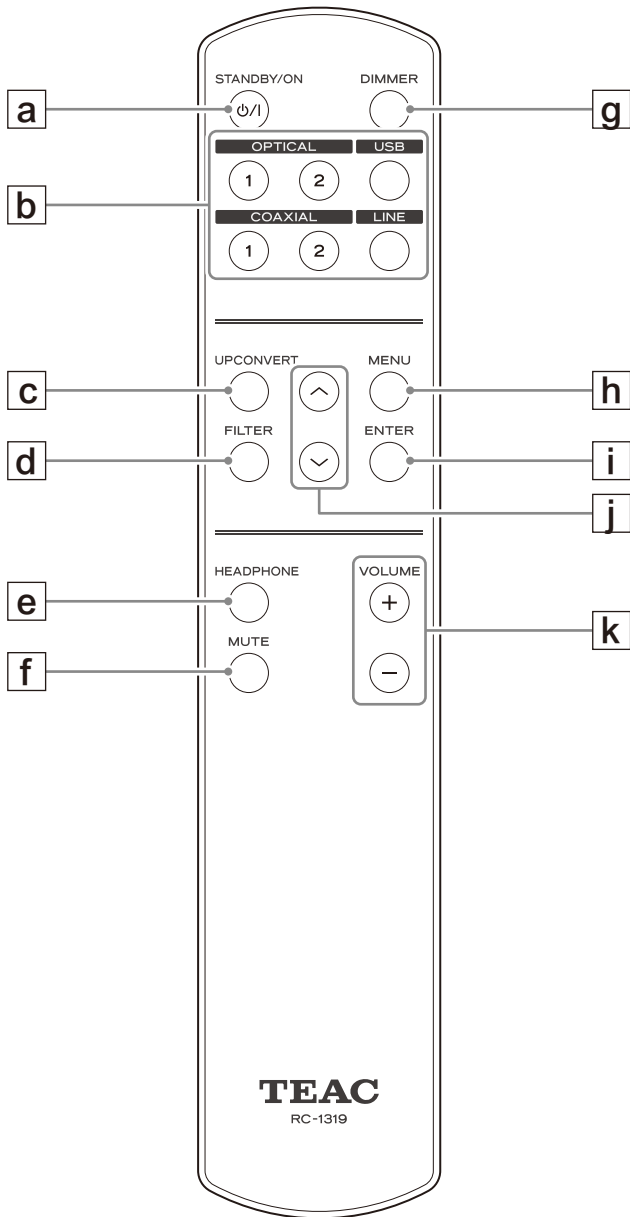 STANDBY/ON DIMMER
a ⏻/I g
OPTICAL USB
1 2
b
COAXIAL LINE
1 2
UPCONVERT MENU
c h
FILTER ENTER
d i
j
HEADPHONE VOLUME
e +
k
MUTE
f −
TEAC
RC-1319